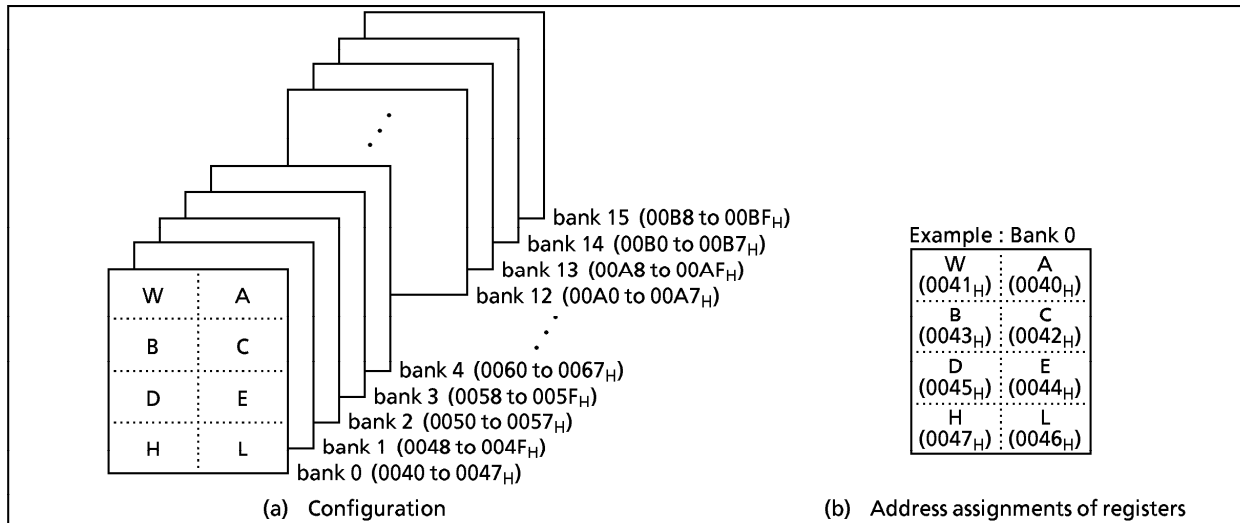 bank 15 (00B8 to 00BFH)
bank 14 (00B0 to 00B7H)
bank 13 (00A8 to 00AFH)
bank 12 (00A0 to 00A7H)
bank 4 (0060 to 0067H)
bank 3 (0058 to 005FH)
bank 2 (0050 to 0057H)
bank 1 (0048 to 004FH)
bank 0 (0040 to 0047H)
W A
B C
D E
H L
(a) Configuration
Example : Bank 0
W A
(0041H) (0040H)
B C
(0043H) (0042H)
D E
(0045H) (0044H)
H L
(0047H) (0046H)
(b) Address assignments of registers